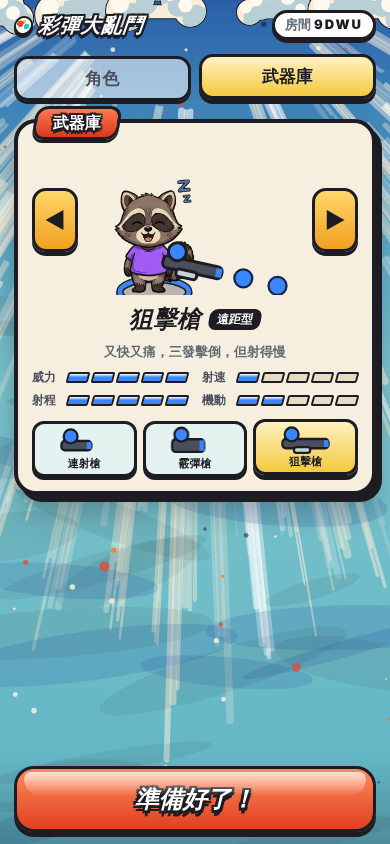 彩彈大亂鬥
房間 9DWU
角色
武器庫
武器庫
z
z
狙擊槍 遠距型
又快又痛，三發擊倒，但射得慢
威力 射速
射程 機動
連射槍 霰彈槍 狙擊槍
準備好了！